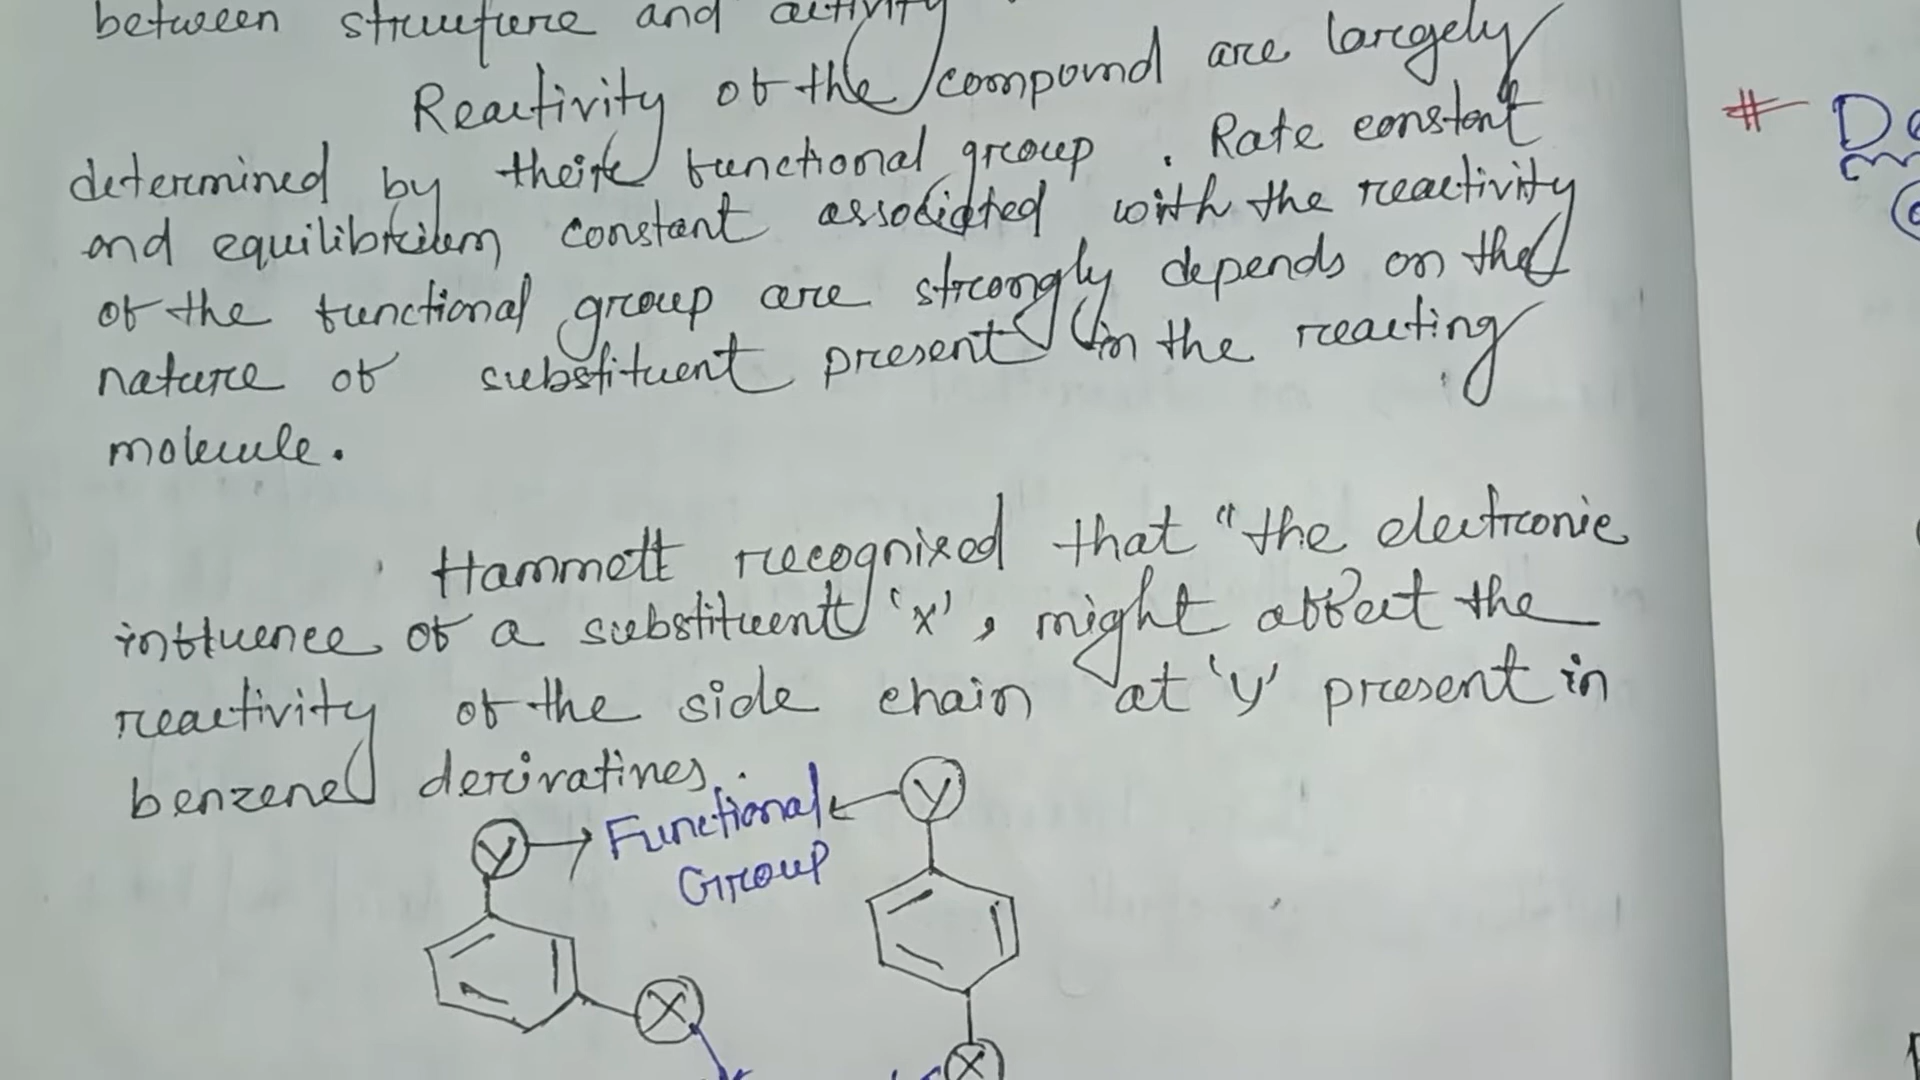 between structure and activity
Reactivity of the compound are largely
determined by their functional group. Rate constant
and equilibrium constant associated with the reactivity
of the functional group are strongly depends on the
nature of substituent present in the reacting
molecule.
Hammett recognized that "the electronic
influence of a substituent 'x', might affect the
reactivity of the side chain at 'y' present in
benzene derivatives.
Y → Functional ← Y
Group
X
X
#